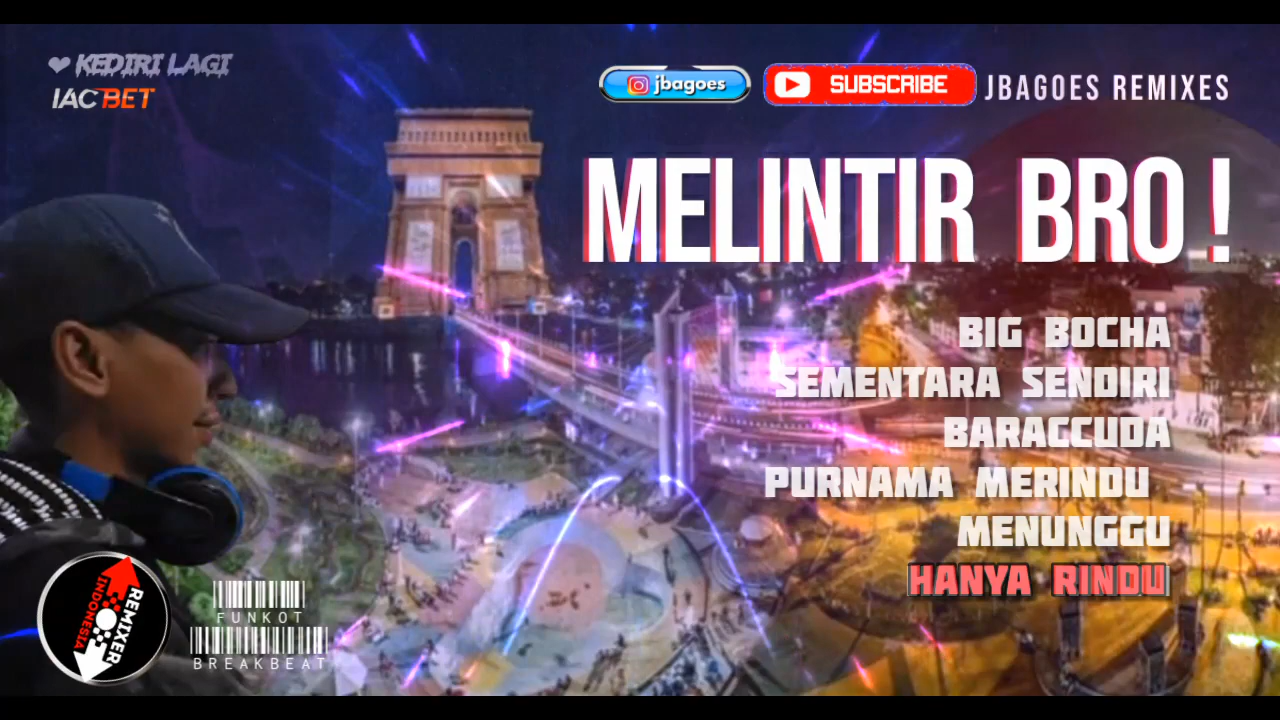 ❤ KEDIRI LAGI
IACBET
jbagoes
SUBSCRIBE
JBAGOES REMIXES
MELINTIR BRO !
BIG BOCHA
SEMENTARA SENDIRI
BARACCUDA
PURNAMA MERINDU
MENUNGGU
HANYA RINDU
REMIXER
INDONESIA
FUNKOT
BREAKBEAT